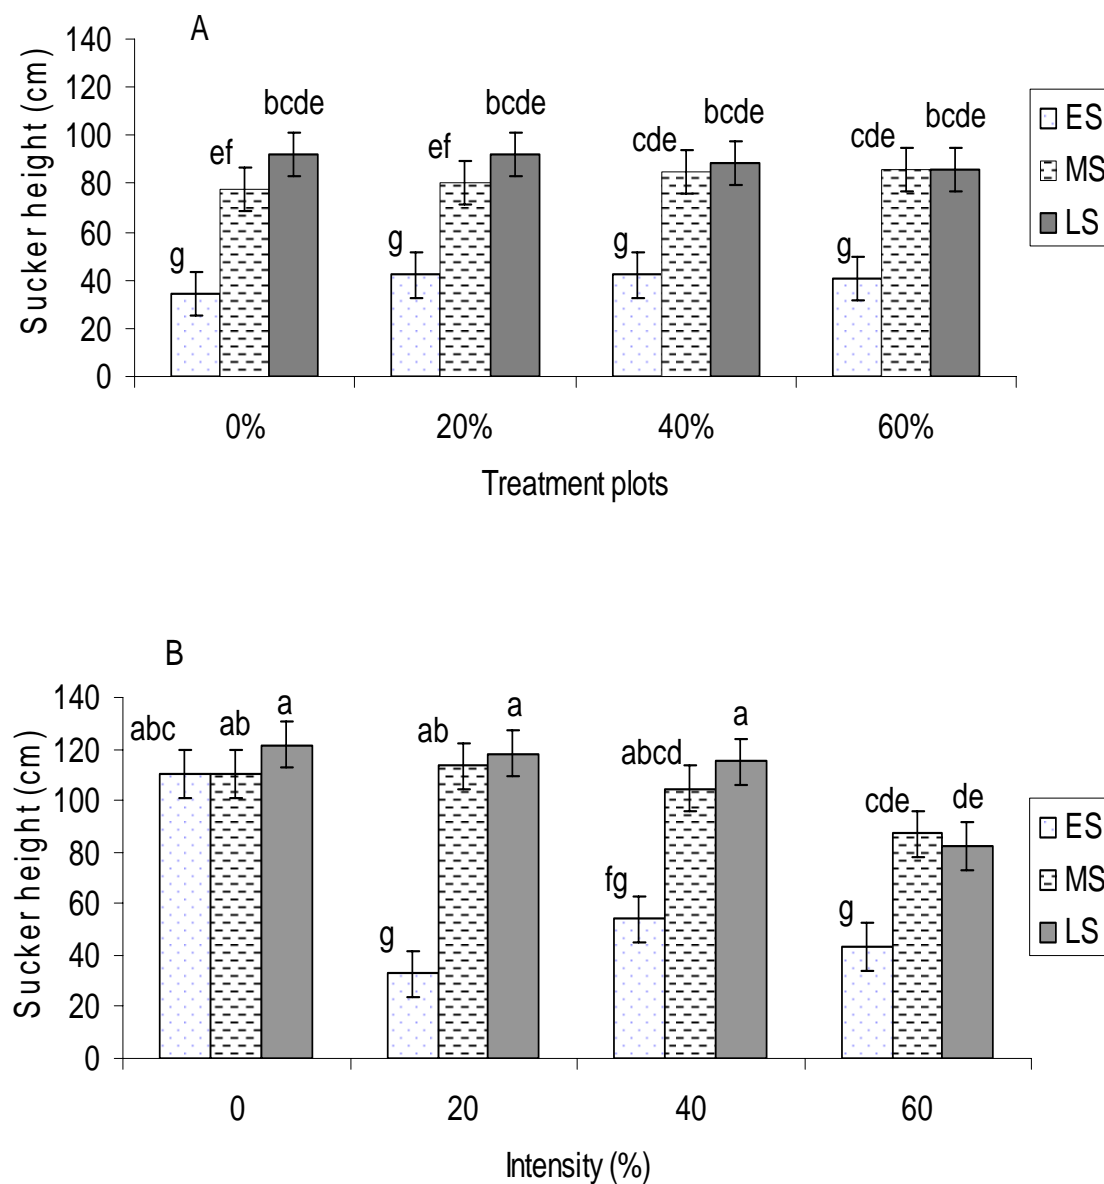 A
140
120
100
80
60
40
20
0
Sucker height (cm)
g ef bcde g ef bcde g cde bcde g cde bcde
0% 20% 40% 60%
Treatment plots
ES
MS
LS
B
140
120
100
80
60
40
20
0
Sucker height (cm)
abc ab a g ab a fg abcd a g cde de
0 20 40 60
Intensity (%)
ES
MS
LS